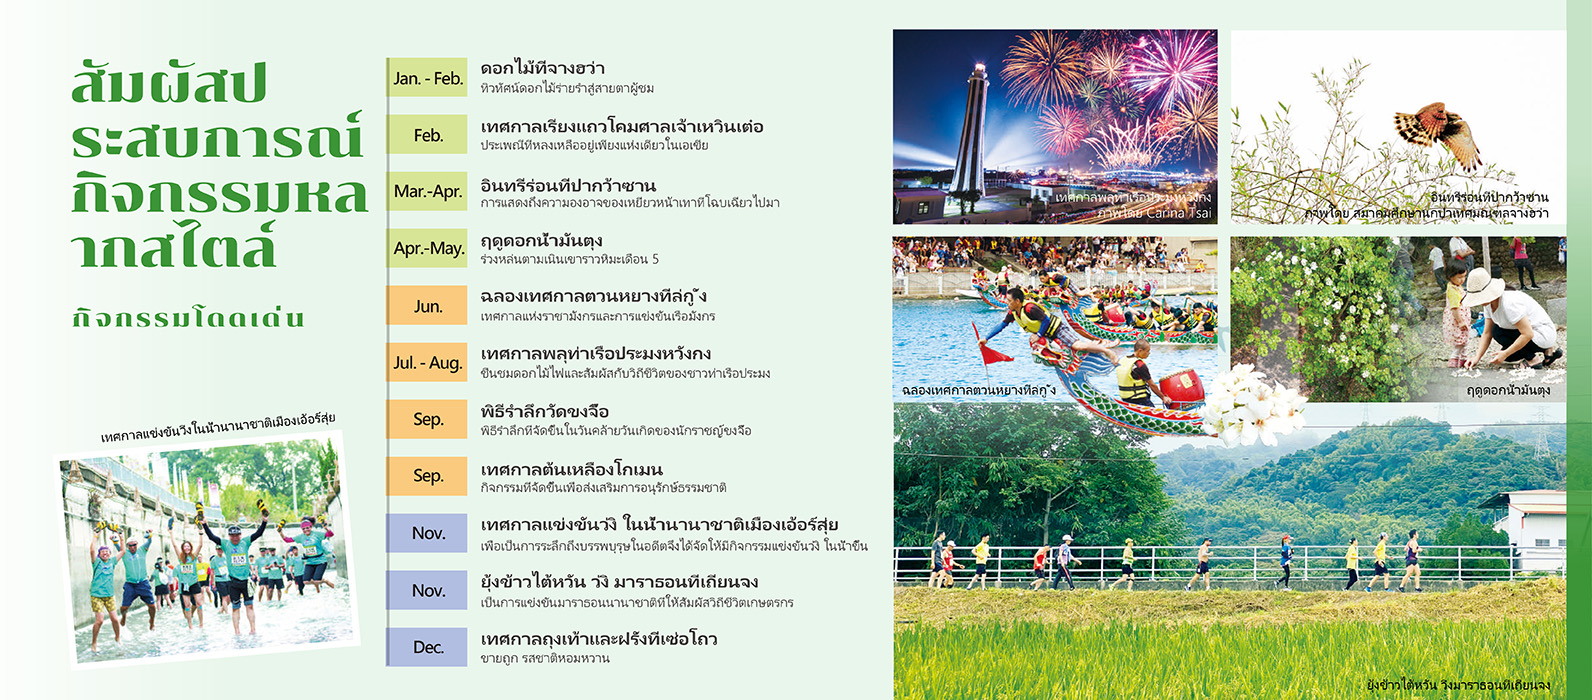 สัมผัสป
ระสบการณ์
กิจกรรมหล
ากสไตล์
กิจกรรมโดดเด่น
เทศกาลแข่งขันวิ่งในน้ำนานาชาติเมืองเอ้อร์สุ่ย
Jan. - Feb.
ดอกไม้ที่จางฮว่า
ทิวทัศน์ดอกไม้ร่ายรำสู่สายตาผู้ชม
Feb.
เทศกาลเรียงแถวโคมศาลเจ้าเหวินเต๋อ
ประเพณีที่หลงเหลืออยู่เพียงแห่งเดียวในเอเชีย
Mar.-Apr.
อินทรีร่อนที่ปากว้าซาน
การแสดงถึงความองอาจของเหยี่ยวหน้าเทาที่โฉบเฉี่ยวไปมา
Apr.-May.
ฤดูดอกน้ำมันตุง
ร่วงหล่นตามเนินเขาราวหิมะเดือน 5
Jun.
ฉลองเทศกาลตวนหยางที่ลู่กั่ง
เทศกาลแห่งราชามังกรและการแข่งขันเรือมังกร
Jul. - Aug.
เทศกาลพลุท่าเรือประมงหวังกง
ชื่นชมดอกไม้ไฟและสัมผัสกับวิถีชีวิตของชาวท่าเรือประมง
Sep.
พิธีรำลึกวัดขงจื๊อ
พิธีรำลึกที่จัดขึ้นในวันคล้ายวันเกิดของนักราชญ์ขงจื๊อ
Sep.
เทศกาลต้นเหลืองโกเมน
กิจกรรมที่จัดขึ้นเพื่อส่งเสริมการอนุรักษ์ธรรมชาติ
Nov.
เทศกาลแข่งขันวิ่ง ในน้ำนานาชาติเมืองเอ้อร์สุ่ย
เพื่อเป็นการระลึกถึงบรรพบุรุษในอดีตจึงได้จัดให้มีกิจกรรมแข่งขันวิ่ง ในน้ำขึ้น
Nov.
ยุ้งข้าวไต้หวัน วิ่ง มาราธอนที่เถียนจง
เป็นการแข่งขันมาราธอนนานาชาติที่ให้สัมผัสวิถีชีวิตเกษตรกร
Dec.
เทศกาลถุงเท้าและฝรั่งที่เซ่อโถว
ขายถูก รสชาติหอมหวาน
เทศกาลพลุท่าเรือประมงหวังกง
ภาพโดย Carina Tsai
อินทรีร่อนที่ปากว้าซาน
ภาพโดย สมาคมศึกษานกป่าเทศมณฑลจางฮว่า
ฉลองเทศกาลตวนหยางที่ลู่กั่ง
ฤดูดอกน้ำมันตุง
ยุ้งข้าวไต้หวัน วิ่งมาราธอนที่เถียนจง